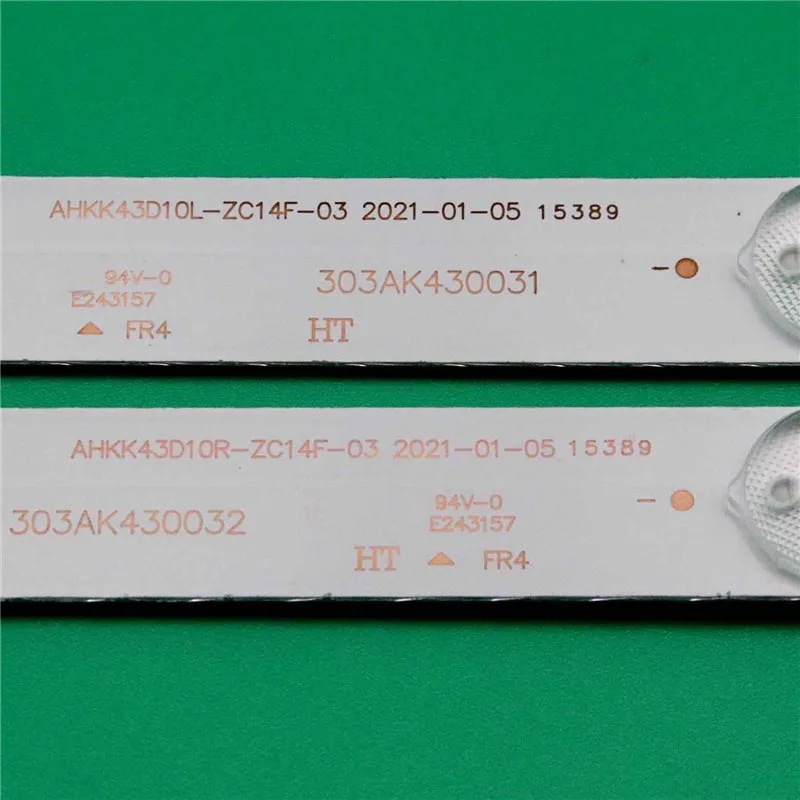 AHKK43D10L-ZC14F-03 2021-01-05 15389
94V-0
E243157
303AK430031
FR4
HT
AHKK43D10R-ZC14F-03 2021-01-05 15389
303AK430032
94V-0
E243157
HT
FR4